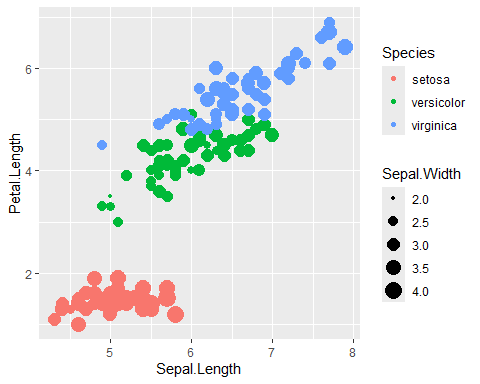 Petal.Length
6
4
2
5
6
7
8
Sepal.Length
Species
setosa
versicolor
virginica
Sepal.Width
2.0
2.5
3.0
3.5
4.0